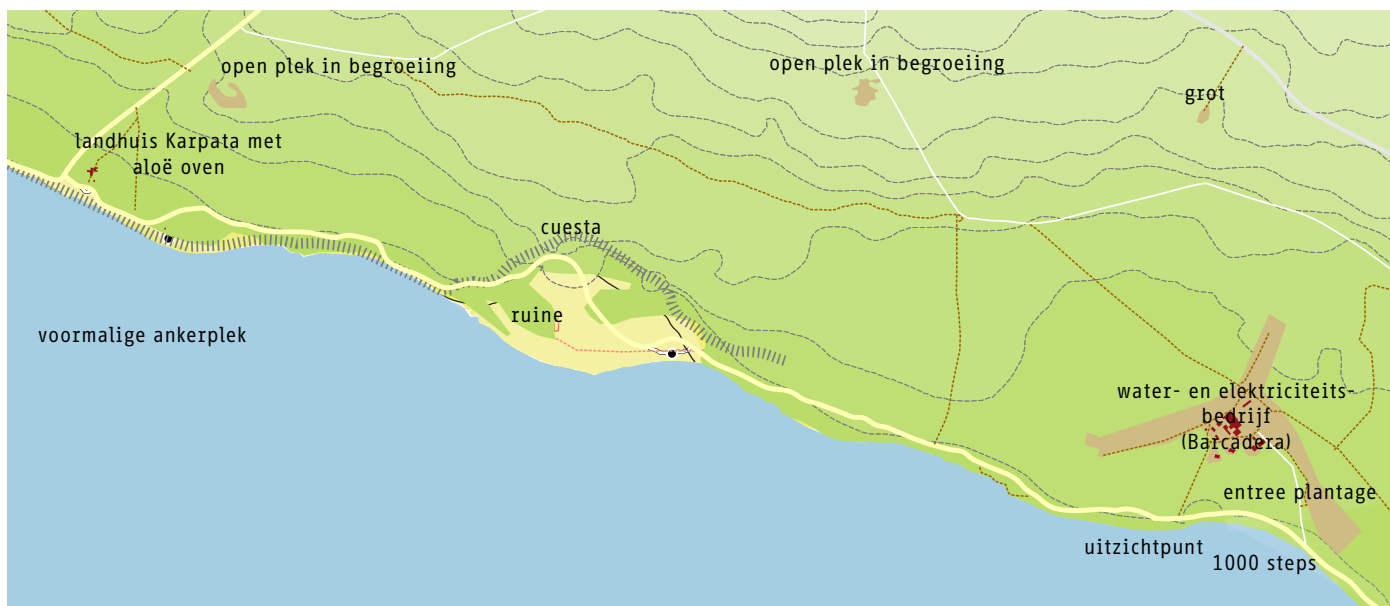 open plek in begroeiing
open plek in begroeiing
grot
landhuis Karpata met
aloë oven
cuesta
ruine
voormalige ankerplek
water- en elektriciteits-
bedrijf
(Barcadera)
entree plantage
uitzichtpunt
1000 steps